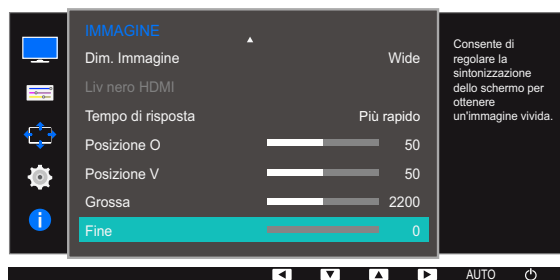 IMMAGINE
Dim. Immagine Wide
Liv nero HDMI
Tempo di risposta Più rapido
Posizione O 50
Posizione V 50
Grossa 2200
Fine 0
Consente di
regolare la
sintonizzazione
dello schermo per
ottenere
un'immagine vivida.
AUTO